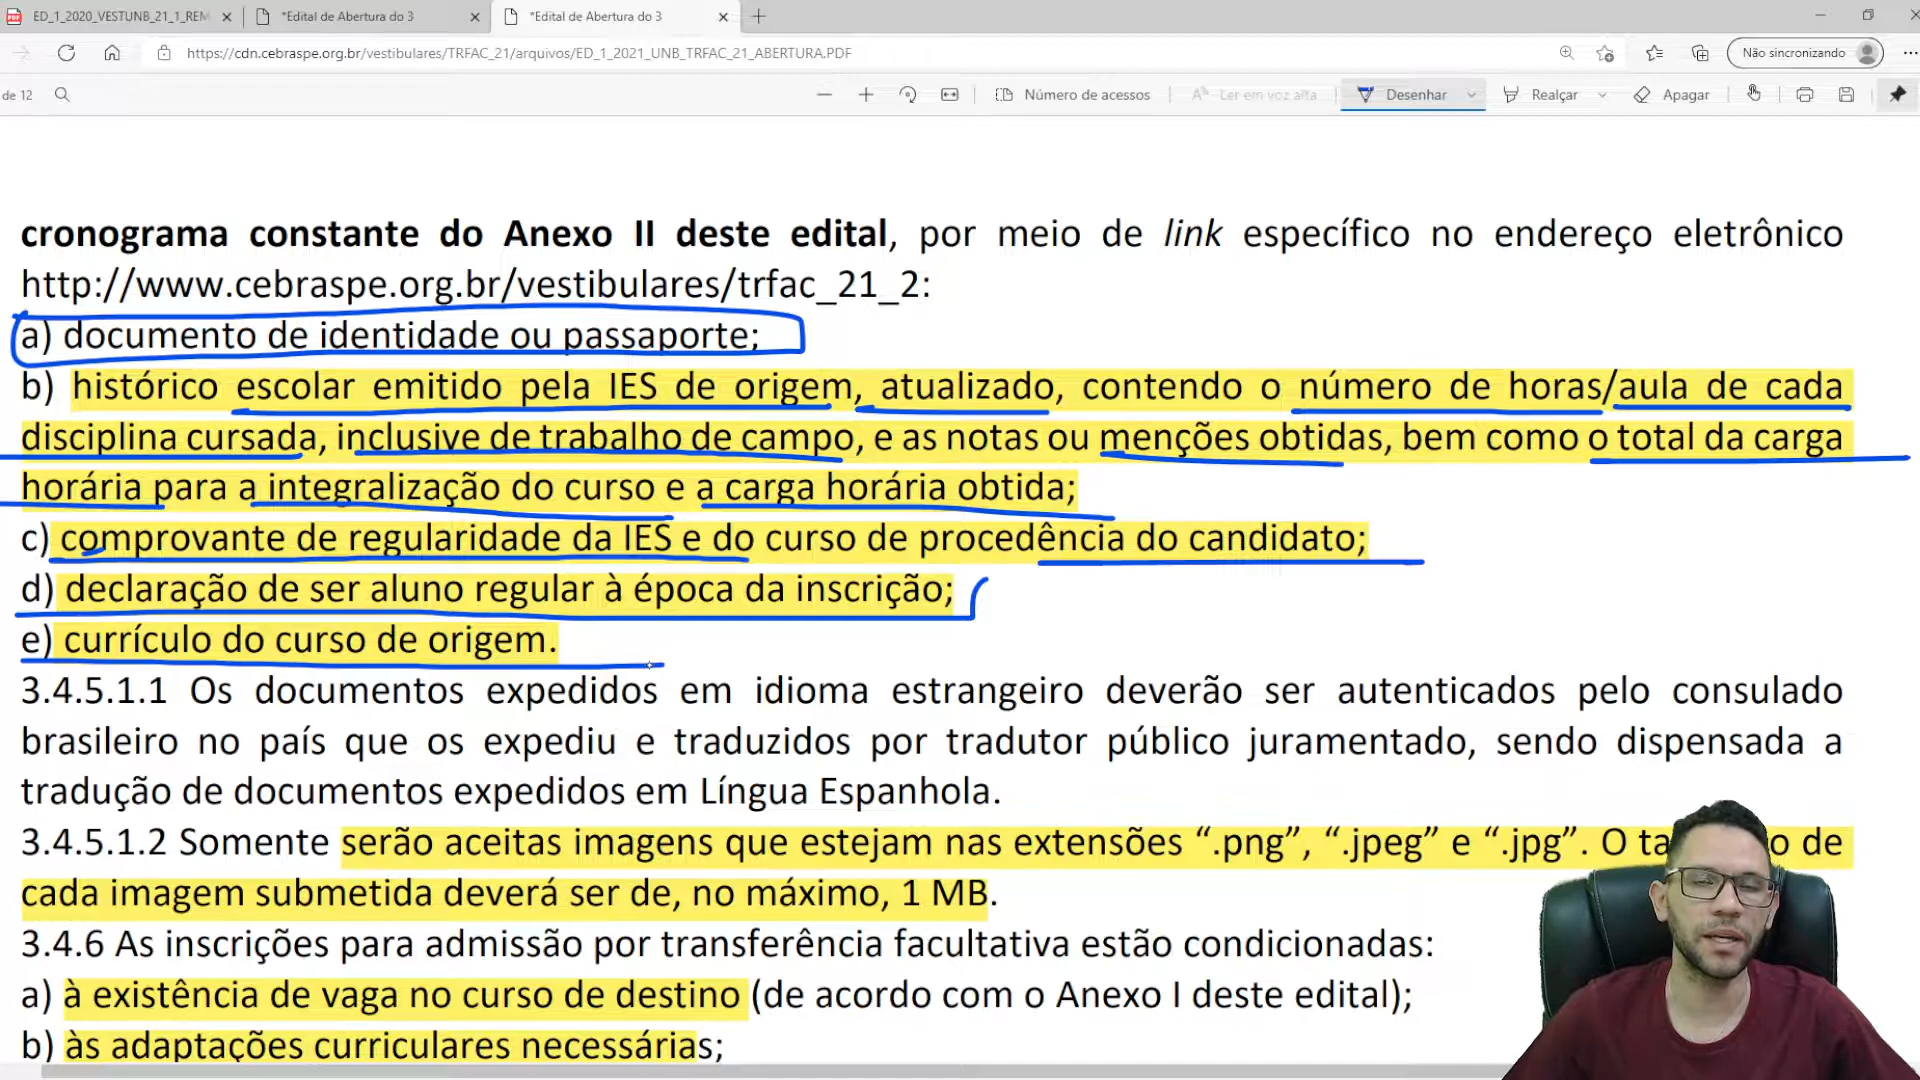 ED_1_2020_VESTUNB_21_1_REM
*Edital de Abertura do 3
*Edital de Abertura do 3
https://cdn.cebraspe.org.br/vestibulares/TRFAC_21/arquivos/ED_1_2021_UNB_TRFAC_21_ABERTURA.PDF
Não sincronizando
de 12
Número de acessos
Ler em voz alta
Desenhar
Realçar
Apagar
cronograma constante do Anexo II deste edital, por meio de link específico no endereço eletrônico
http://www.cebraspe.org.br/vestibulares/trfac_21_2:
a) documento de identidade ou passaporte;
b) histórico escolar emitido pela IES de origem, atualizado, contendo o número de horas/aula de cada
disciplina cursada, inclusive de trabalho de campo, e as notas ou menções obtidas, bem como o total da carga
horária para a integralização do curso e a carga horária obtida;
c) comprovante de regularidade da IES e do curso de procedência do candidato;
d) declaração de ser aluno regular à época da inscrição;
e) currículo do curso de origem.
3.4.5.1.1 Os documentos expedidos em idioma estrangeiro deverão ser autenticados pelo consulado
brasileiro no país que os expediu e traduzidos por tradutor público juramentado, sendo dispensada a
tradução de documentos expedidos em Língua Espanhola.
3.4.5.1.2 Somente serão aceitas imagens que estejam nas extensões “.png”, “.jpeg” e “.jpg”. O de
cada imagem submetida deverá ser de, no máximo, 1 MB.
3.4.6 As inscrições para admissão por transferência facultativa estão condicionadas:
a) à existência de vaga no curso de destino (de acordo com o Anexo I deste edital);
b) às adaptações curriculares necessárias;